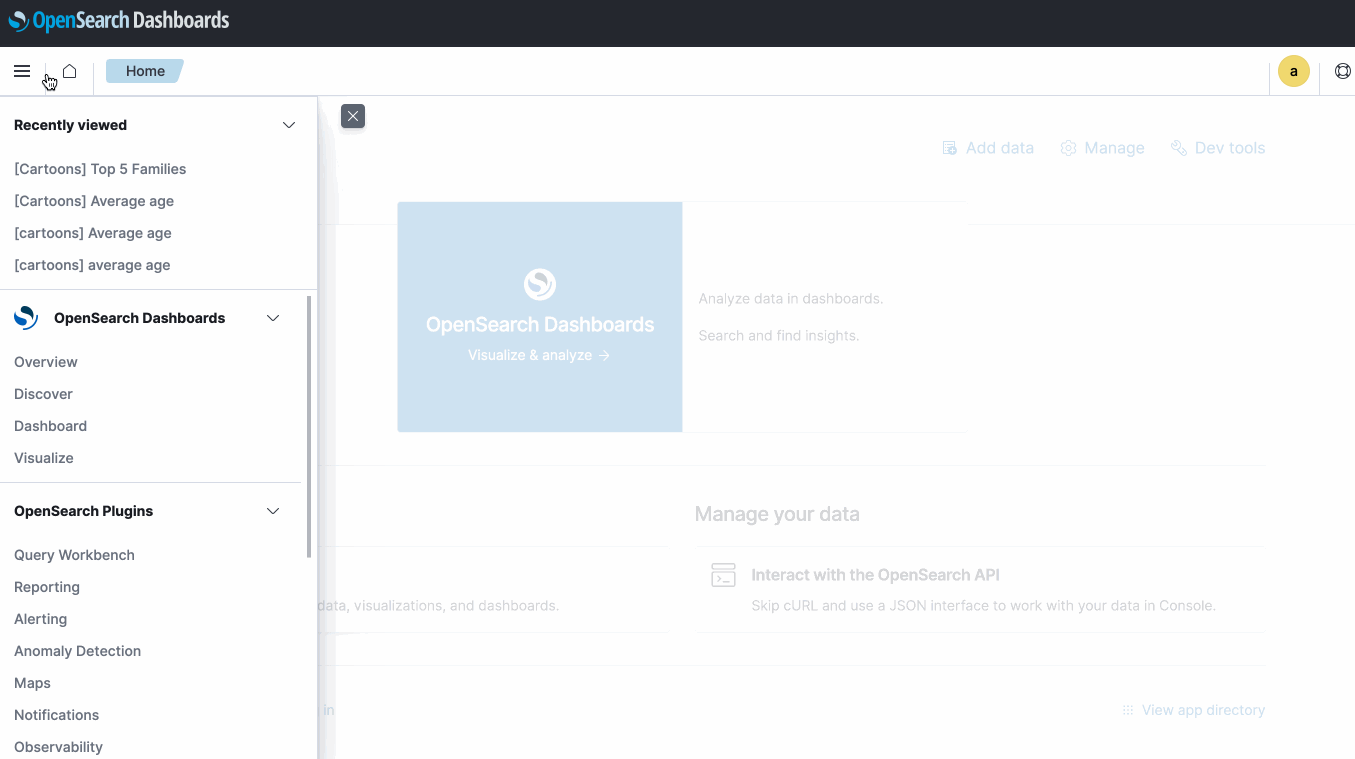 OpenSearch Dashboards
Home
a
Recently viewed
[Cartoons] Top 5 Families
[Cartoons] Average age
[cartoons] Average age
[cartoons] average age
OpenSearch Dashboards
Overview
Discover
Dashboard
Visualize
OpenSearch Plugins
Query Workbench
Reporting
Alerting
Anomaly Detection
Maps
Notifications
Observability
Add data
Manage
Dev tools
OpenSearch Dashboards
Visualize & analyze →
Analyze data in dashboards.
Search and find insights.
Manage your data
data, visualizations, and dashboards.
Interact with the OpenSearch API
Skip cURL and use a JSON interface to work with your data in Console.
in
View app directory